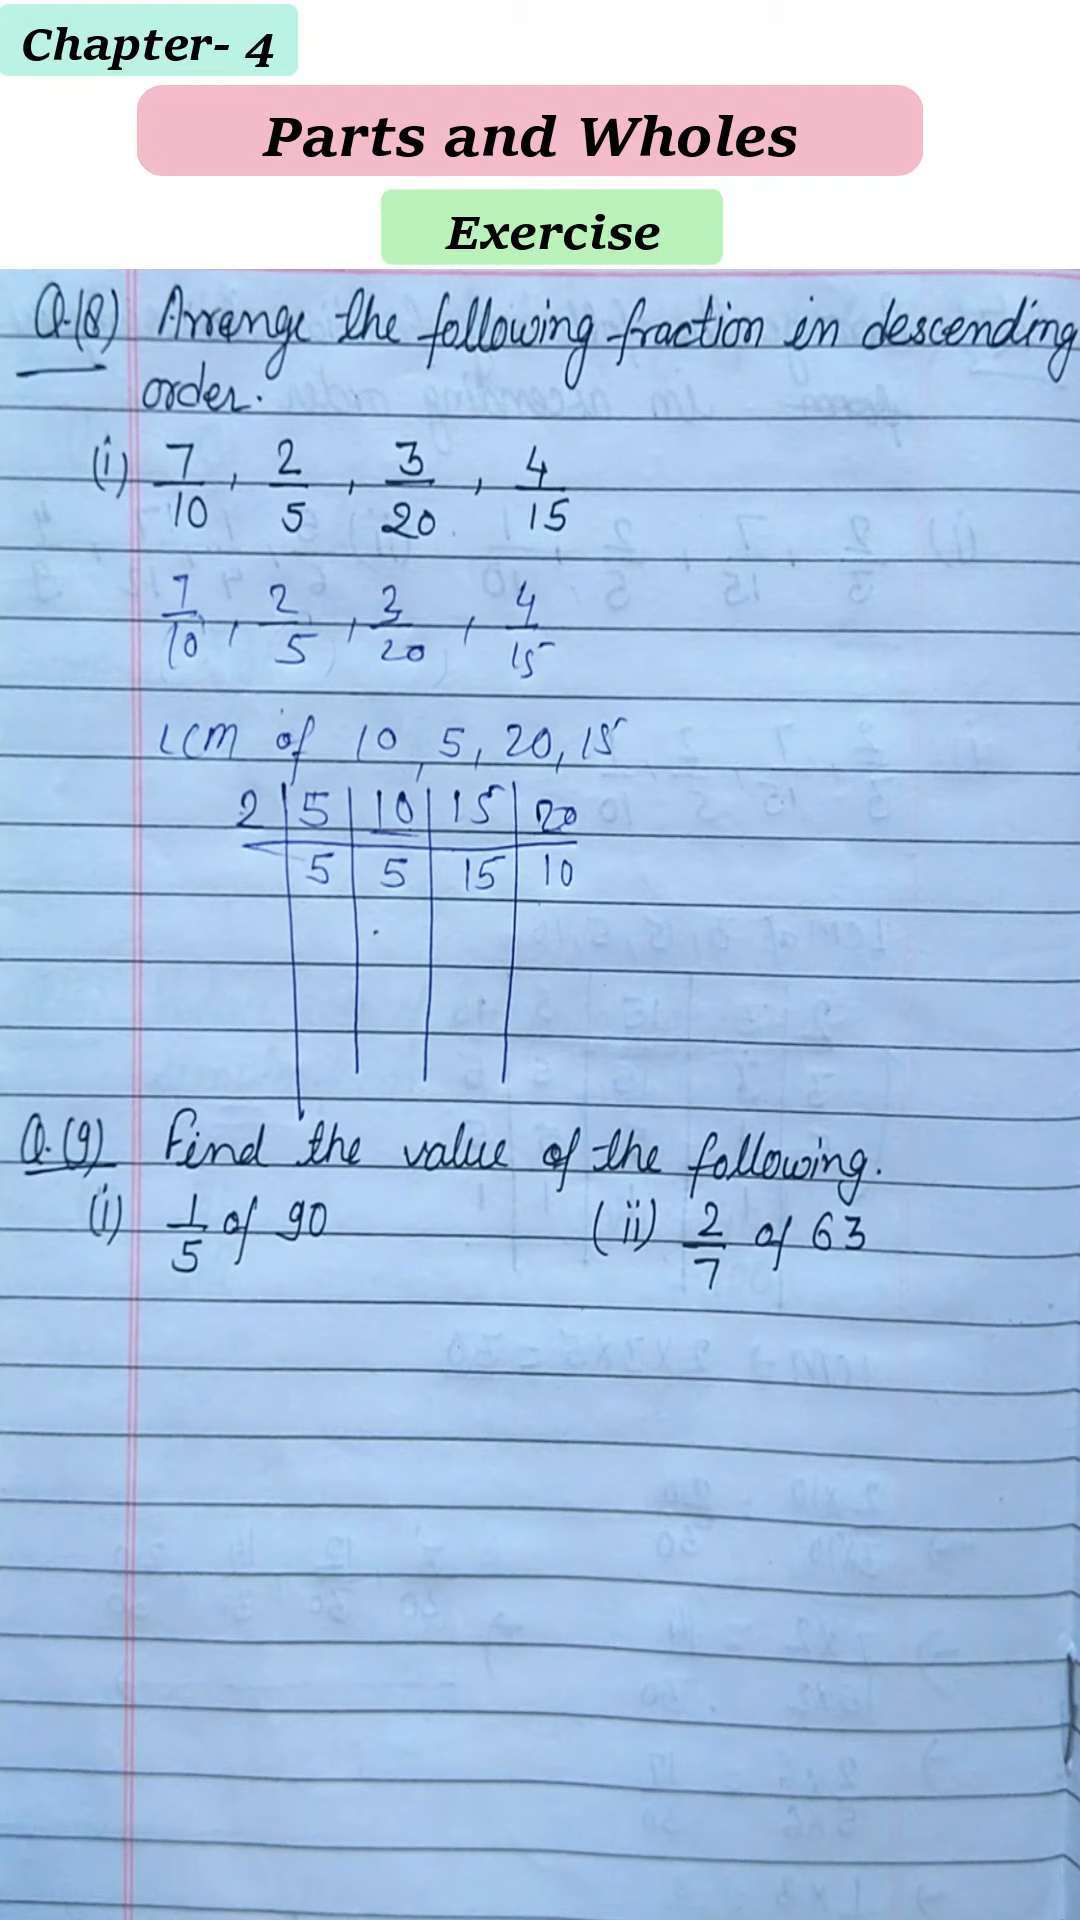 Chapter- 4
Parts and Wholes
Exercise
Q.(8) Arrange the following fraction in descending
order.
(i) 7/10, 2/5, 3/20, 4/15
7/10, 2/5, 3/20, 4/15
LCM of 10, 5, 20, 15
2 | 5 | 10 | 15 | 20
5 | 5 | 15 | 10
Q.(9) Find the value of the following.
(i) 1/5 of 90 (ii) 2/7 of 63